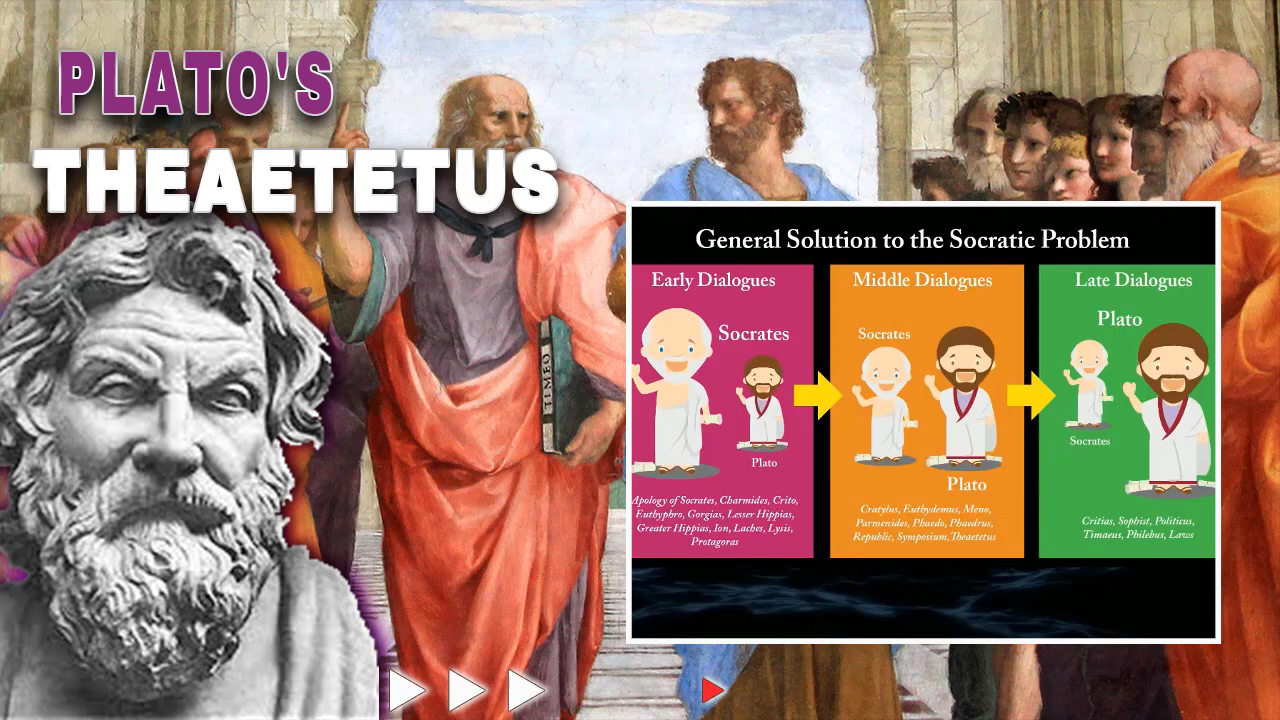 PLATO'S
THEAETETUS
TIMEO
General Solution to the Socratic Problem
Early Dialogues
Socrates
Plato
Apology of Socrates, Charmides, Crito,
Euthyphro, Gorgias, Lesser Hippias,
Greater Hippias, Ion, Laches, Lysis,
Protagoras
Middle Dialogues
Socrates
Plato
Cratylus, Euthydemus, Meno,
Parmenides, Phaedo, Phaedrus,
Republic, Symposium, Theaetetus
Late Dialogues
Plato
Socrates
Critias, Sophist, Politicus,
Timaeus, Philebus, Laws